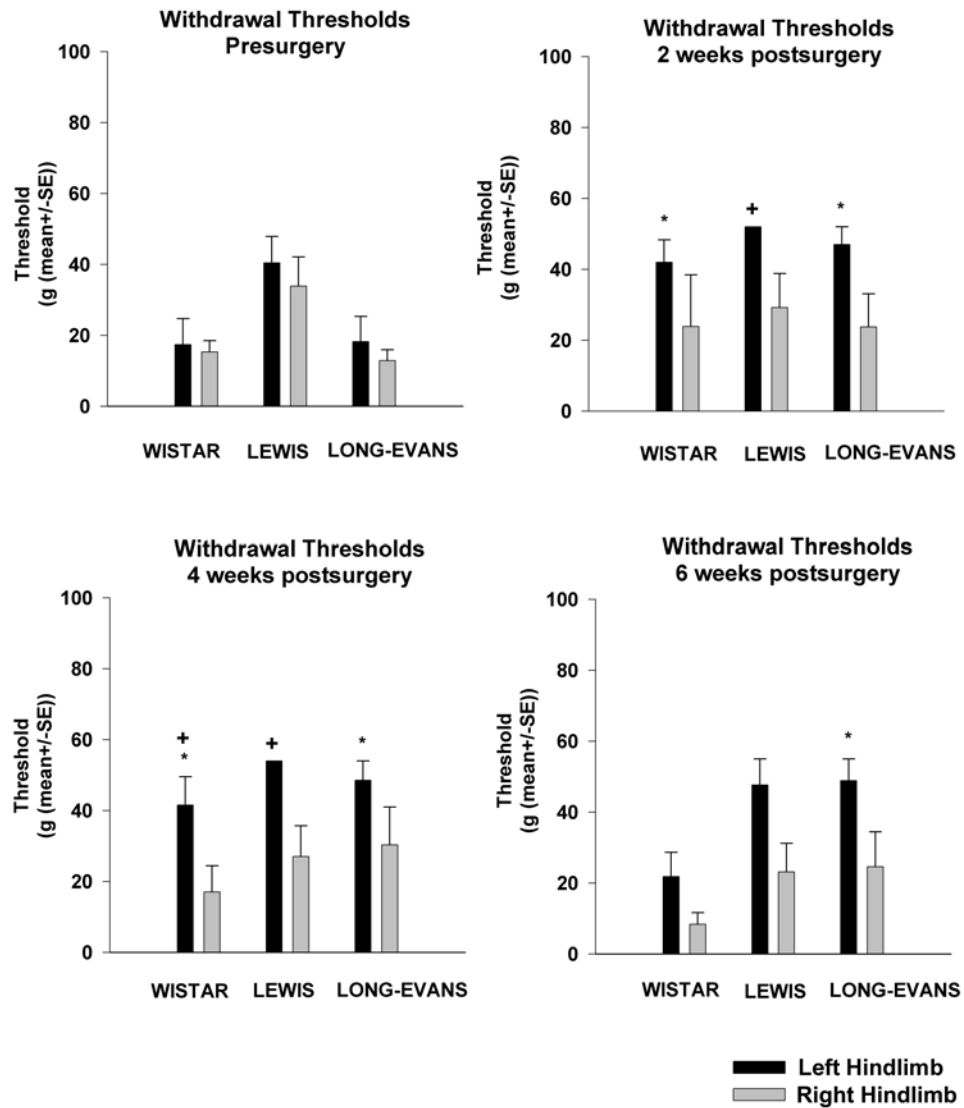 Withdrawal Thresholds
Presurgery
100
80
60
40
20
0
Threshold
(g (mean+/-SE))
WISTAR LEWIS LONG-EVANS
Withdrawal Thresholds
2 weeks postsurgery
100
80
60
40
20
0
Threshold
(g (mean+/-SE))
* + *
WISTAR LEWIS LONG-EVANS
Withdrawal Thresholds
4 weeks postsurgery
100
80
60
40
20
0
Threshold
(g (mean+/-SE))
+ + *
*
WISTAR LEWIS LONG-EVANS
Withdrawal Thresholds
6 weeks postsurgery
100
80
60
40
20
0
Threshold
(g (mean+/-SE))
*
WISTAR LEWIS LONG-EVANS
Left Hindlimb
Right Hindlimb